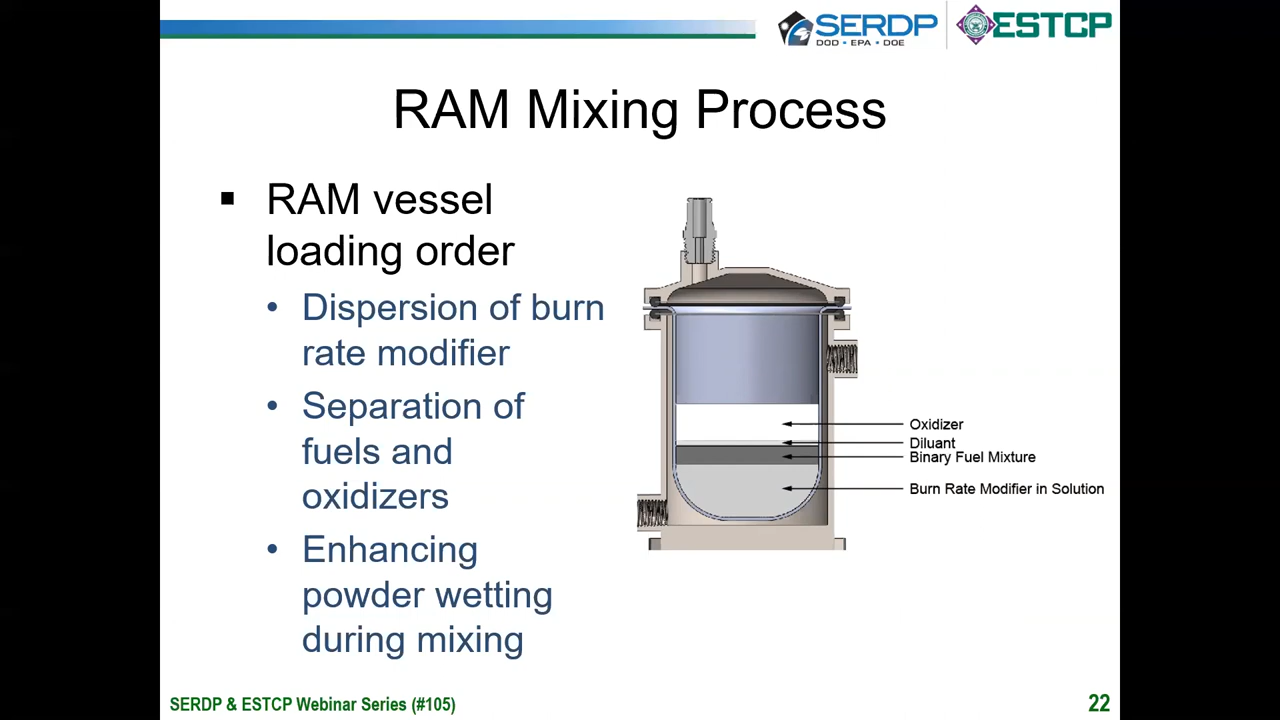 SERDP
DOD • EPA • DOE
ESTCP
RAM Mixing Process
▪ RAM vessel
loading order
• Dispersion of burn
rate modifier
• Separation of
fuels and
oxidizers
• Enhancing
powder wetting
during mixing
Oxidizer
Diluant
Binary Fuel Mixture
Burn Rate Modifier in Solution
SERDP & ESTCP Webinar Series (#105)
22